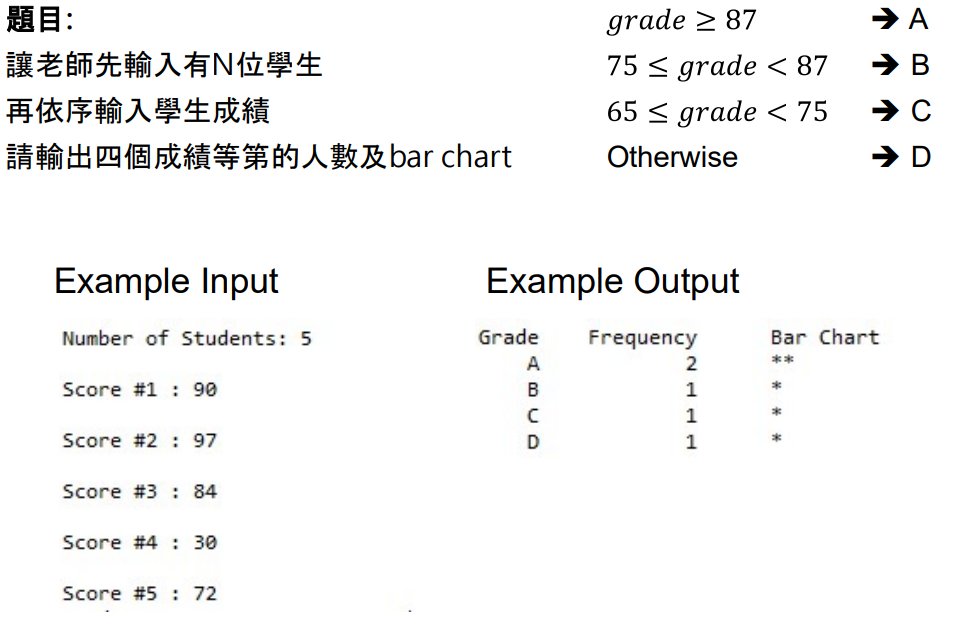 題目:
讓老師先輸入有N位學生
再依序輸入學生成績
請輸出四個成績等第的人數及bar chart
grade ≥ 87 ➔ A
75 ≤ grade < 87 ➔ B
65 ≤ grade < 75 ➔ C
Otherwise ➔ D
Example Input
Number of Students: 5
Score #1 : 90
Score #2 : 97
Score #3 : 84
Score #4 : 30
Score #5 : 72
Example Output
Grade Frequency Bar Chart
A 2 **
B 1 *
C 1 *
D 1 *